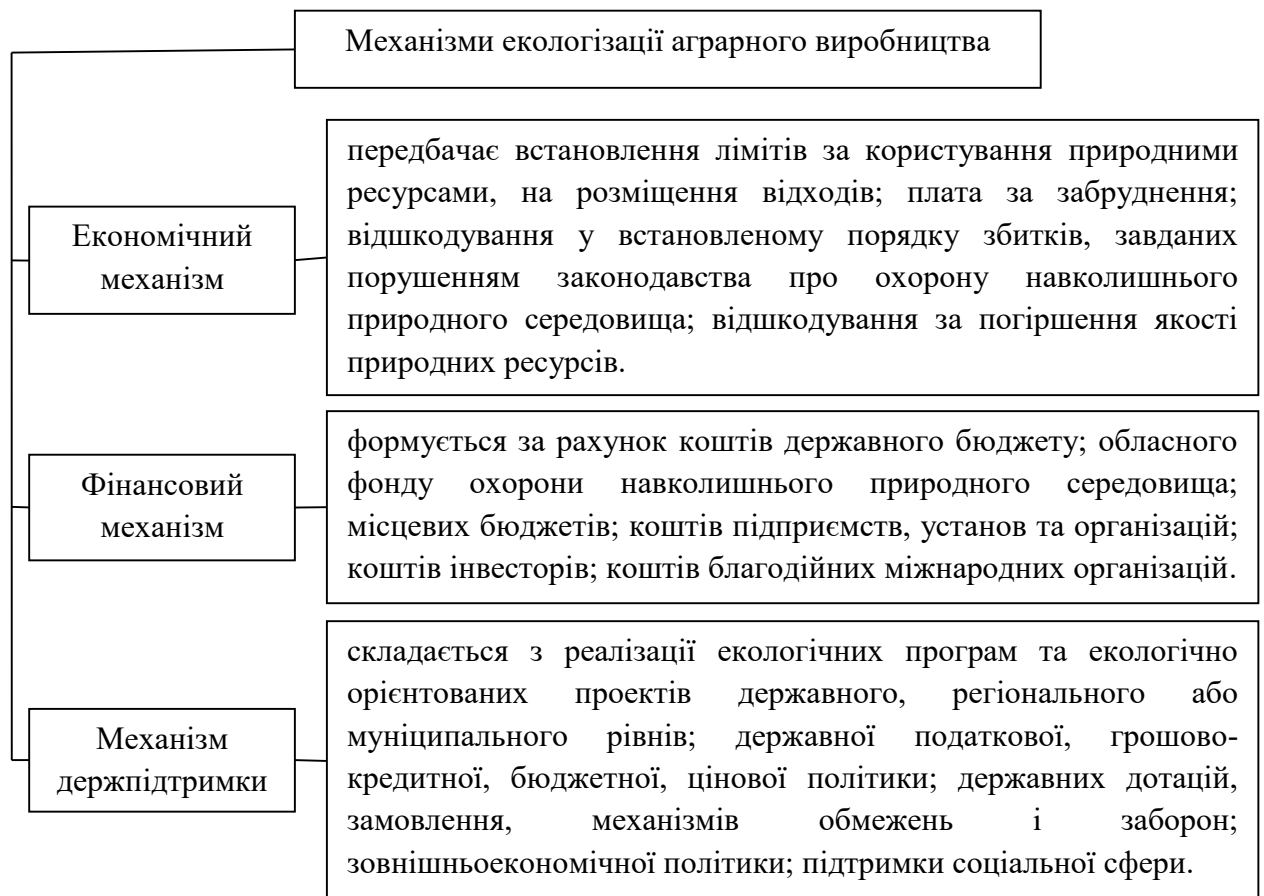 Механізми екологізації аграрного виробництва
Економічний
механізм
передбачає встановлення лімітів за користування природними
ресурсами, на розміщення відходів; плата за забруднення;
відшкодування у встановленому порядку збитків, завданих
порушенням законодавства про охорону навколишнього
природного середовища; відшкодування за погіршення якості
природних ресурсів.
Фінансовий
механізм
формується за рахунок коштів державного бюджету; обласного
фонду охорони навколишнього природного середовища;
місцевих бюджетів; коштів підприємств, установ та організацій;
коштів інвесторів; коштів благодійних міжнародних організацій.
Механізм
держпідтримки
складається з реалізації екологічних програм та екологічно
орієнтованих проектів державного, регіонального або
муніципального рівнів; державної податкової, грошово-
кредитної, бюджетної, цінової політики; державних дотацій,
замовлення, механізмів обмежень і заборон;
зовнішньоекономічної політики; підтримки соціальної сфери.